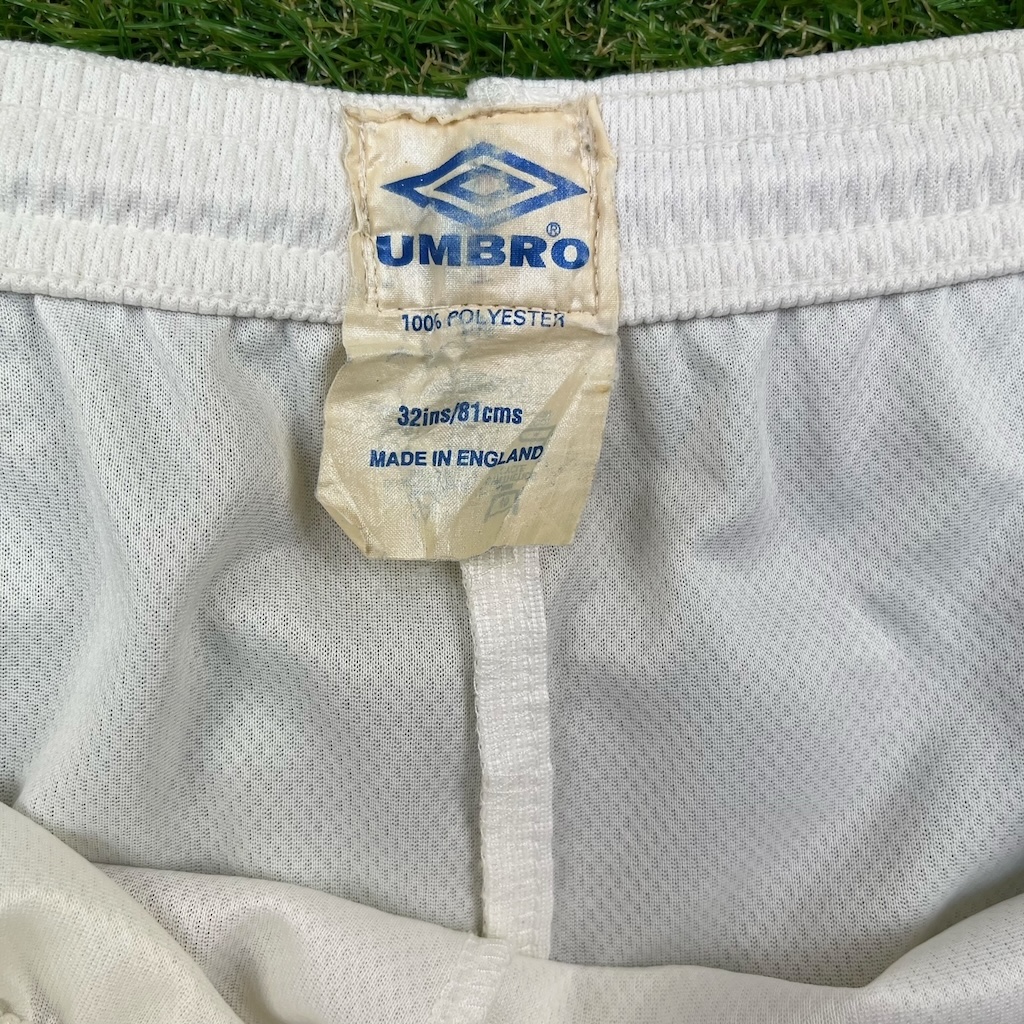 UMBRO®
100% POLYESTER
32ins/81cms
MADE IN ENGLAND